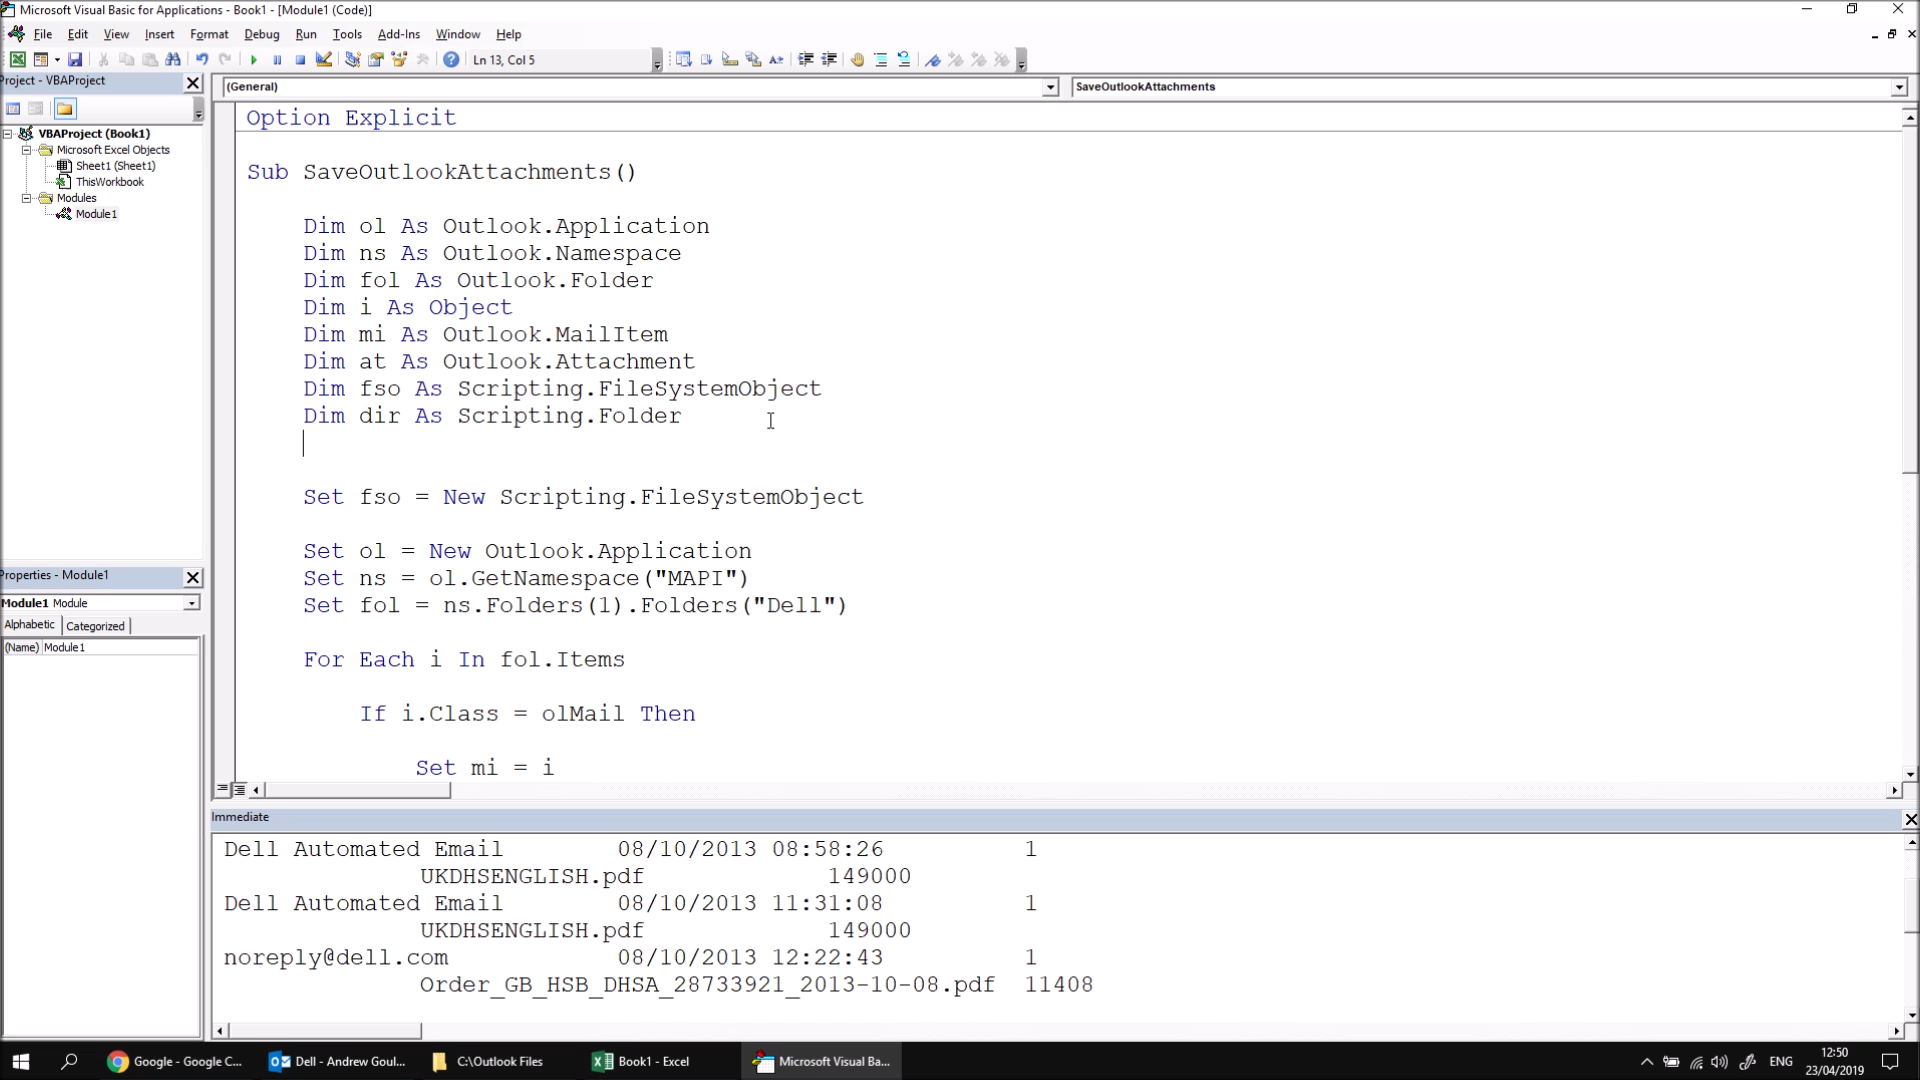 Microsoft Visual Basic for Applications - Book1 - [Module1 (Code)]
File Edit View Insert Format Debug Run Tools Add-Ins Window Help
Ln 13, Col 5
Project - VBAProject
(General)
SaveOutlookAttachments
VBAProject (Book1)
Microsoft Excel Objects
Sheet1 (Sheet1)
ThisWorkbook
Modules
Module1
Option Explicit
Sub SaveOutlookAttachments()
Dim ol As Outlook.Application
Dim ns As Outlook.Namespace
Dim fol As Outlook.Folder
Dim i As Object
Dim mi As Outlook.MailItem
Dim at As Outlook.Attachment
Dim fso As Scripting.FileSystemObject
Dim dir As Scripting.Folder
Set fso = New Scripting.FileSystemObject
Set ol = New Outlook.Application
Set ns = ol.GetNamespace("MAPI")
Set fol = ns.Folders(1).Folders("Dell")
For Each i In fol.Items
If i.Class = olMail Then
Set mi = i
Properties - Module1
Module1 Module
Alphabetic Categorized
(Name) Module1
Immediate
Dell Automated Email 08/10/2013 08:58:26 1
UKDHSENGLISH.pdf 149000
Dell Automated Email 08/10/2013 11:31:08 1
UKDHSENGLISH.pdf 149000
noreply@dell.com 08/10/2013 12:22:43 1
Order_GB_HSB_DHSA_28733921_2013-10-08.pdf 11408
Google - Google C...
Dell - Andrew Goul...
C:\Outlook Files
Book1 - Excel
Microsoft Visual Ba...
ENG
12:50
23/04/2019